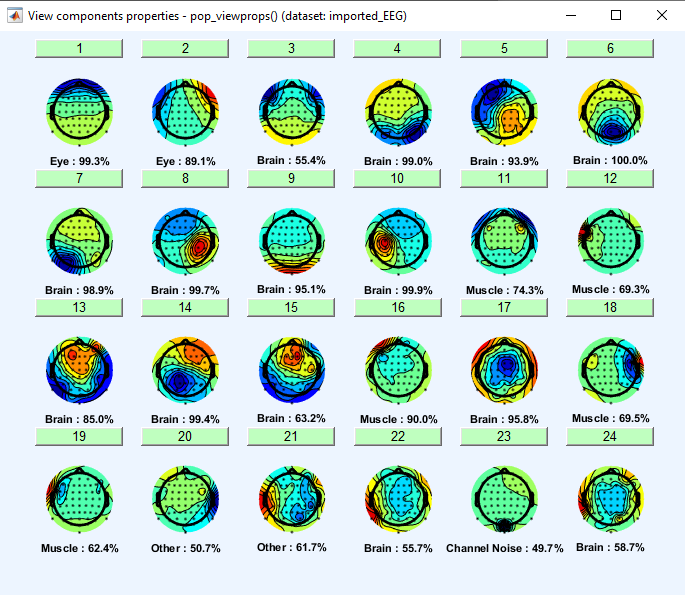 View components properties - pop_viewprops() (dataset: imported_EEG)
1 2 3 4 5 6
Eye : 99.3% Eye : 89.1% Brain : 55.4% Brain : 99.0% Brain : 93.9% Brain : 100.0%
7 8 9 10 11 12
Brain : 98.9% Brain : 99.7% Brain : 95.1% Brain : 99.9% Muscle : 74.3% Muscle : 69.3%
13 14 15 16 17 18
Brain : 85.0% Brain : 99.4% Brain : 63.2% Muscle : 90.0% Brain : 95.8% Muscle : 69.5%
19 20 21 22 23 24
Muscle : 62.4% Other : 50.7% Other : 61.7% Brain : 55.7% Channel Noise : 49.7% Brain : 58.7%